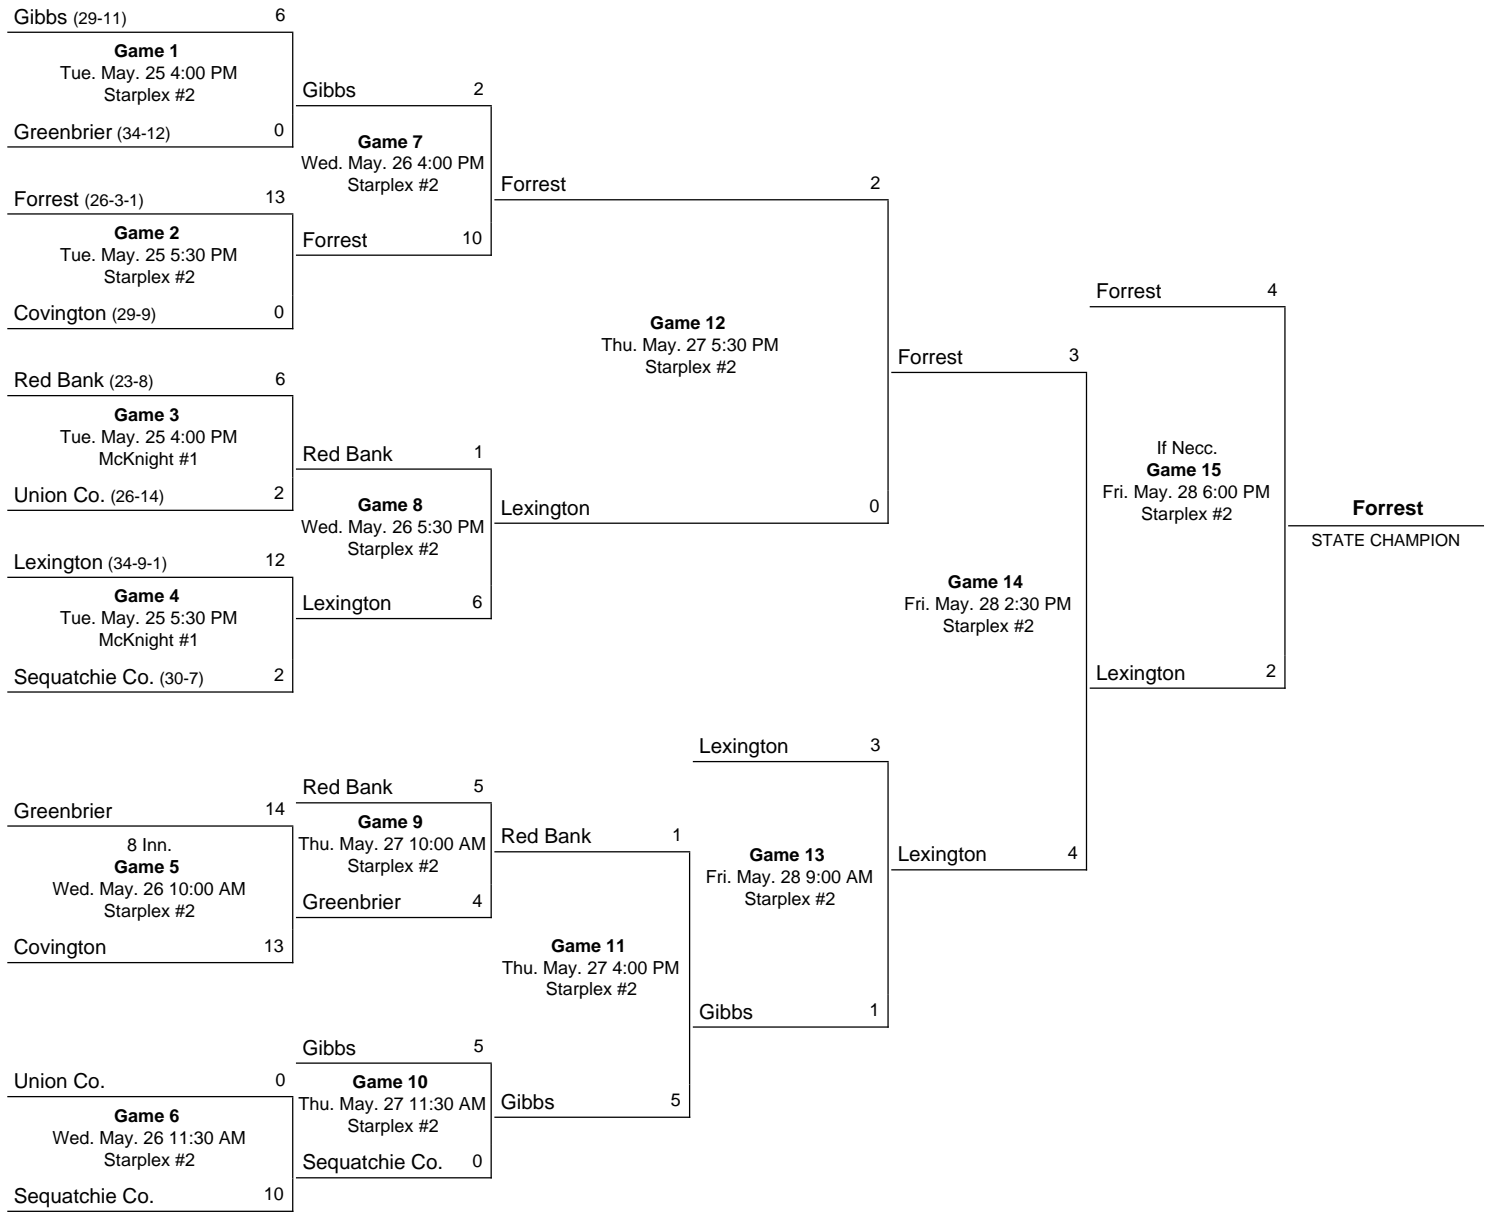 Gibbs (29-11) 6
Game 1
Tue. May. 25 4:00 PM
Starplex #2
Greenbrier (34-12) 0
Forrest (26-3-1) 13
Game 2
Tue. May. 25 5:30 PM
Starplex #2
Covington (29-9) 0
Red Bank (23-8) 6
Game 3
Tue. May. 25 4:00 PM
McKnight #1
Union Co. (26-14) 2
Lexington (34-9-1) 12
Game 4
Tue. May. 25 5:30 PM
McKnight #1
Sequatchie Co. (30-7) 2
Gibbs 2
Game 7
Wed. May. 26 4:00 PM
Starplex #2
Forrest 10
Red Bank 1
Game 8
Wed. May. 26 5:30 PM
Starplex #2
Lexington 6
Forrest 2
Game 12
Thu. May. 27 5:30 PM
Starplex #2
Lexington 0
Greenbrier 14
8 Inn.
Game 5
Wed. May. 26 10:00 AM
Starplex #2
Covington 13
Union Co. 0
Game 6
Wed. May. 26 11:30 AM
Starplex #2
Sequatchie Co. 10
Red Bank 5
Game 9
Thu. May. 27 10:00 AM
Starplex #2
Greenbrier 4
Gibbs 5
Game 10
Thu. May. 27 11:30 AM
Starplex #2
Sequatchie Co. 0
Red Bank 1
Game 11
Thu. May. 27 4:00 PM
Starplex #2
Gibbs 5
Lexington 3
Game 13
Fri. May. 28 9:00 AM
Starplex #2
Gibbs 1
Forrest 3
Game 14
Fri. May. 28 2:30 PM
Starplex #2
Lexington 4
Forrest 4
If Necc.
Game 15
Fri. May. 28 6:00 PM
Starplex #2
Lexington 2
Forrest
STATE CHAMPION